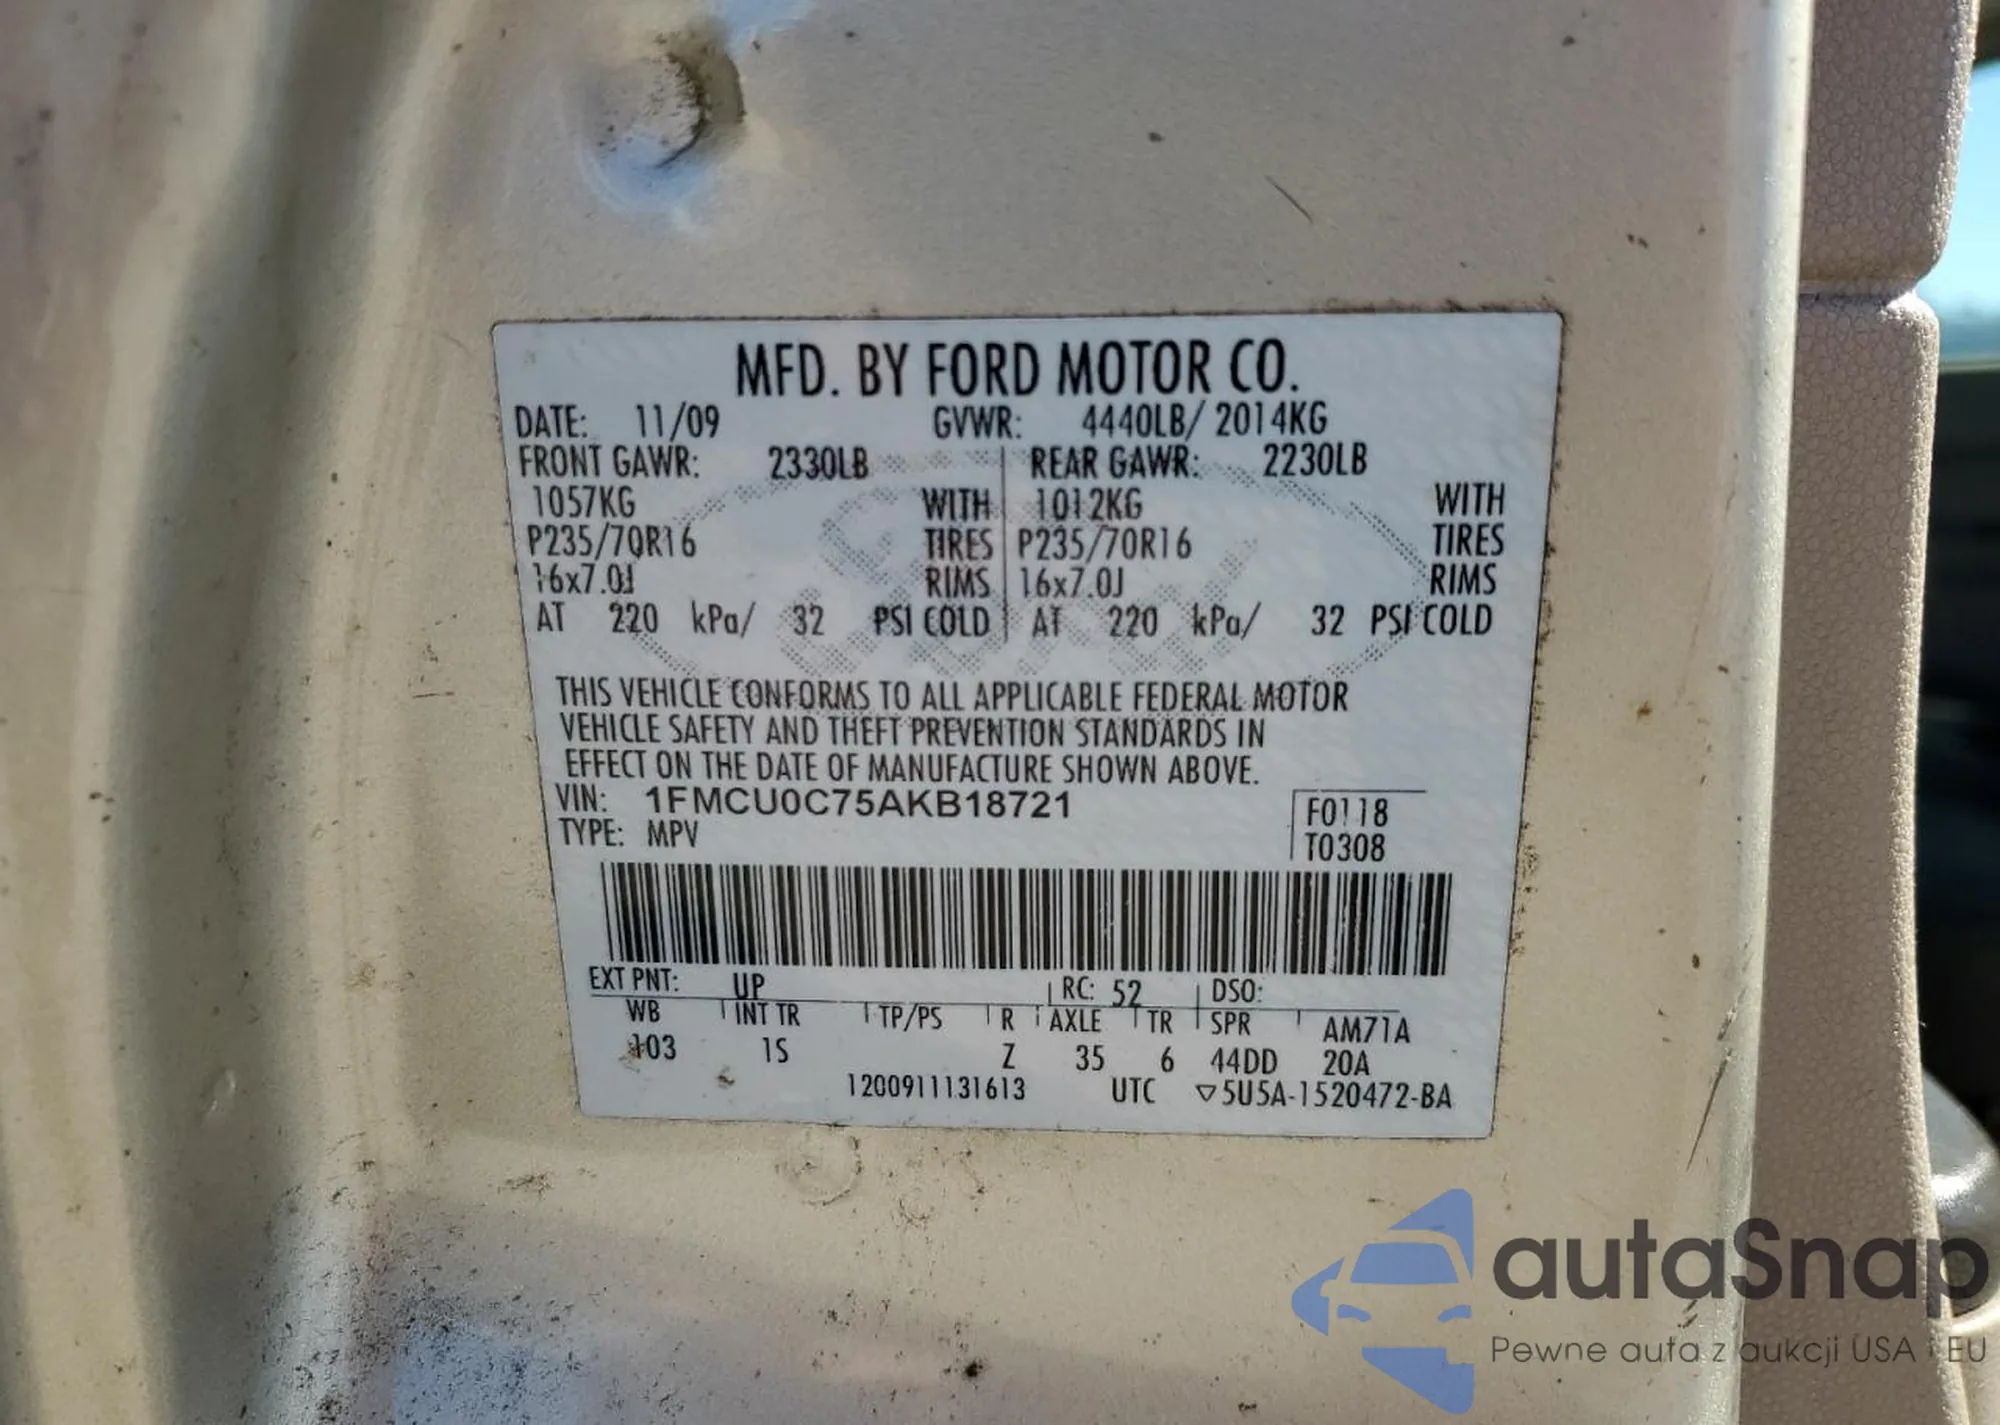 MFD. BY FORD MOTOR CO.
DATE: 11/09 GVWR: 4440LB/ 2014KG
FRONT GAWR: 2330LB REAR GAWR: 2230LB
1057KG WITH 1012KG WITH
P235/70R16 TIRES P235/70R16 TIRES
16x7.0J RIMS 16x7.0J RIMS
AT 220 kPa/ 32 PSI COLD AT 220 kPa/ 32 PSI COLD
THIS VEHICLE CONFORMS TO ALL APPLICABLE FEDERAL MOTOR
VEHICLE SAFETY AND THEFT PREVENTION STANDARDS IN
EFFECT ON THE DATE OF MANUFACTURE SHOWN ABOVE.
VIN: 1FMCU0C75AKB18721 F0118
TYPE: MPV T0308
EXT PNT: UP RC: 52 DSO:
WB INT TR TP/PS R AXLE TR SPR AM71A
103 1S Z 35 6 44DD 20A
1200911131613 UTC ▽5U5A-1520472-BA
autaSnap
Pewne auta z aukcji USA i EU